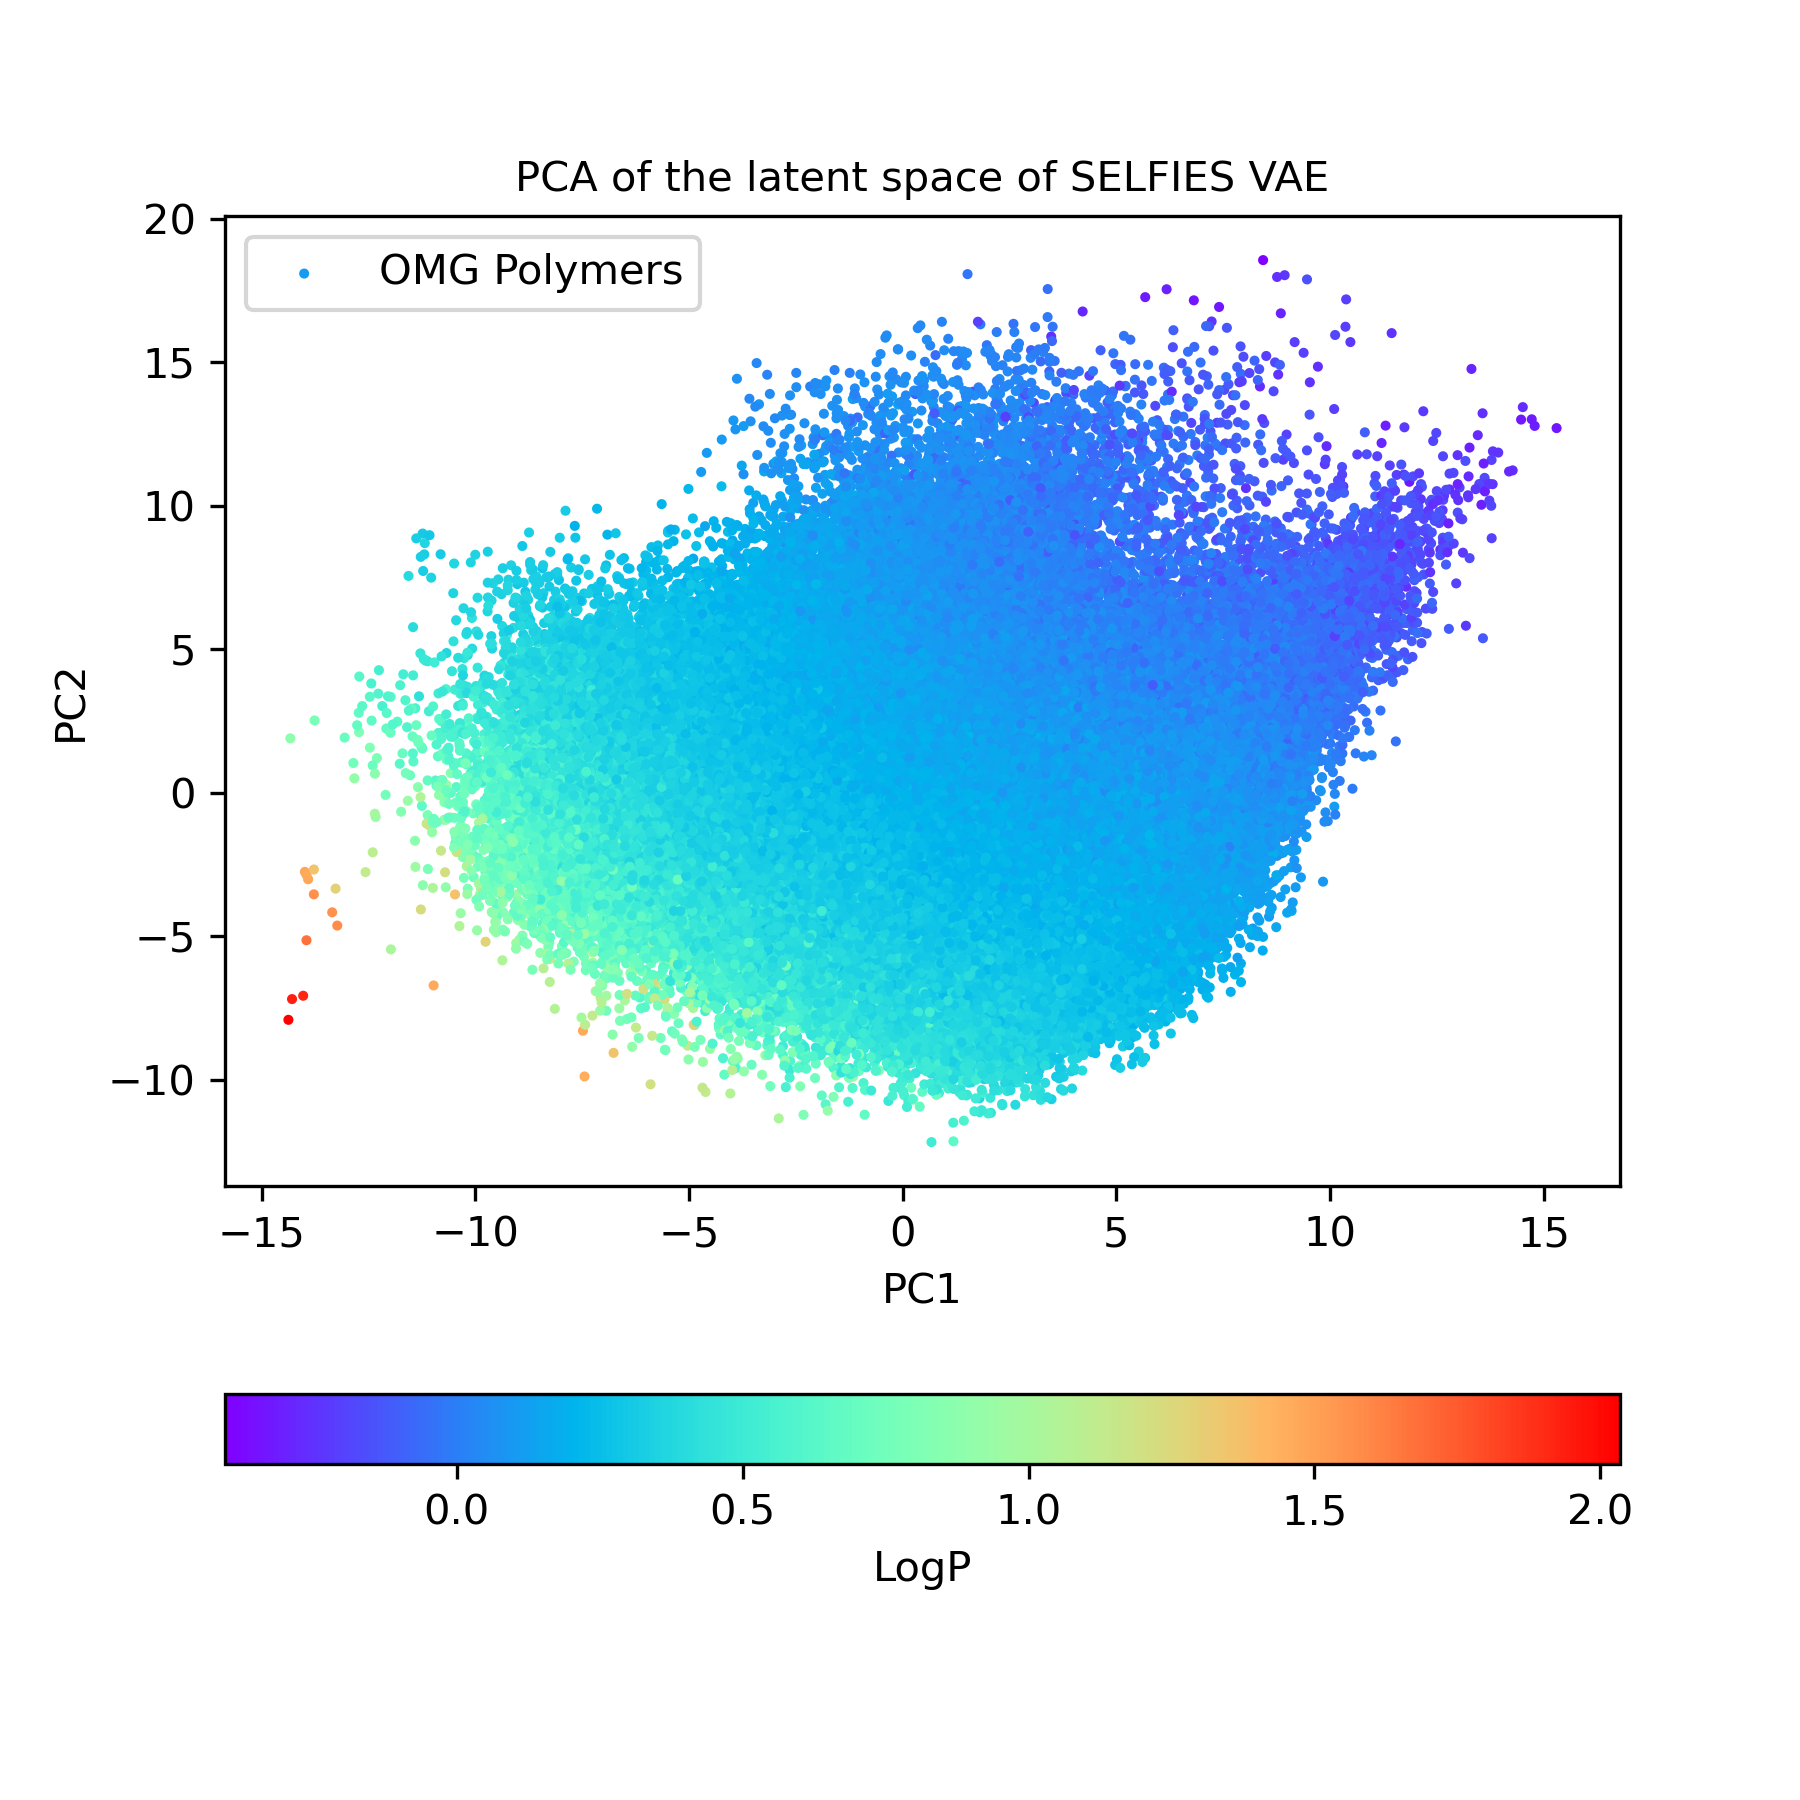 PCA of the latent space of SELFIES VAE
OMG Polymers
20
15
10
5
0
−5
−10
PC2
−15 −10 −5 0 5 10 15
PC1
0.0 0.5 1.0 1.5 2.0
LogP